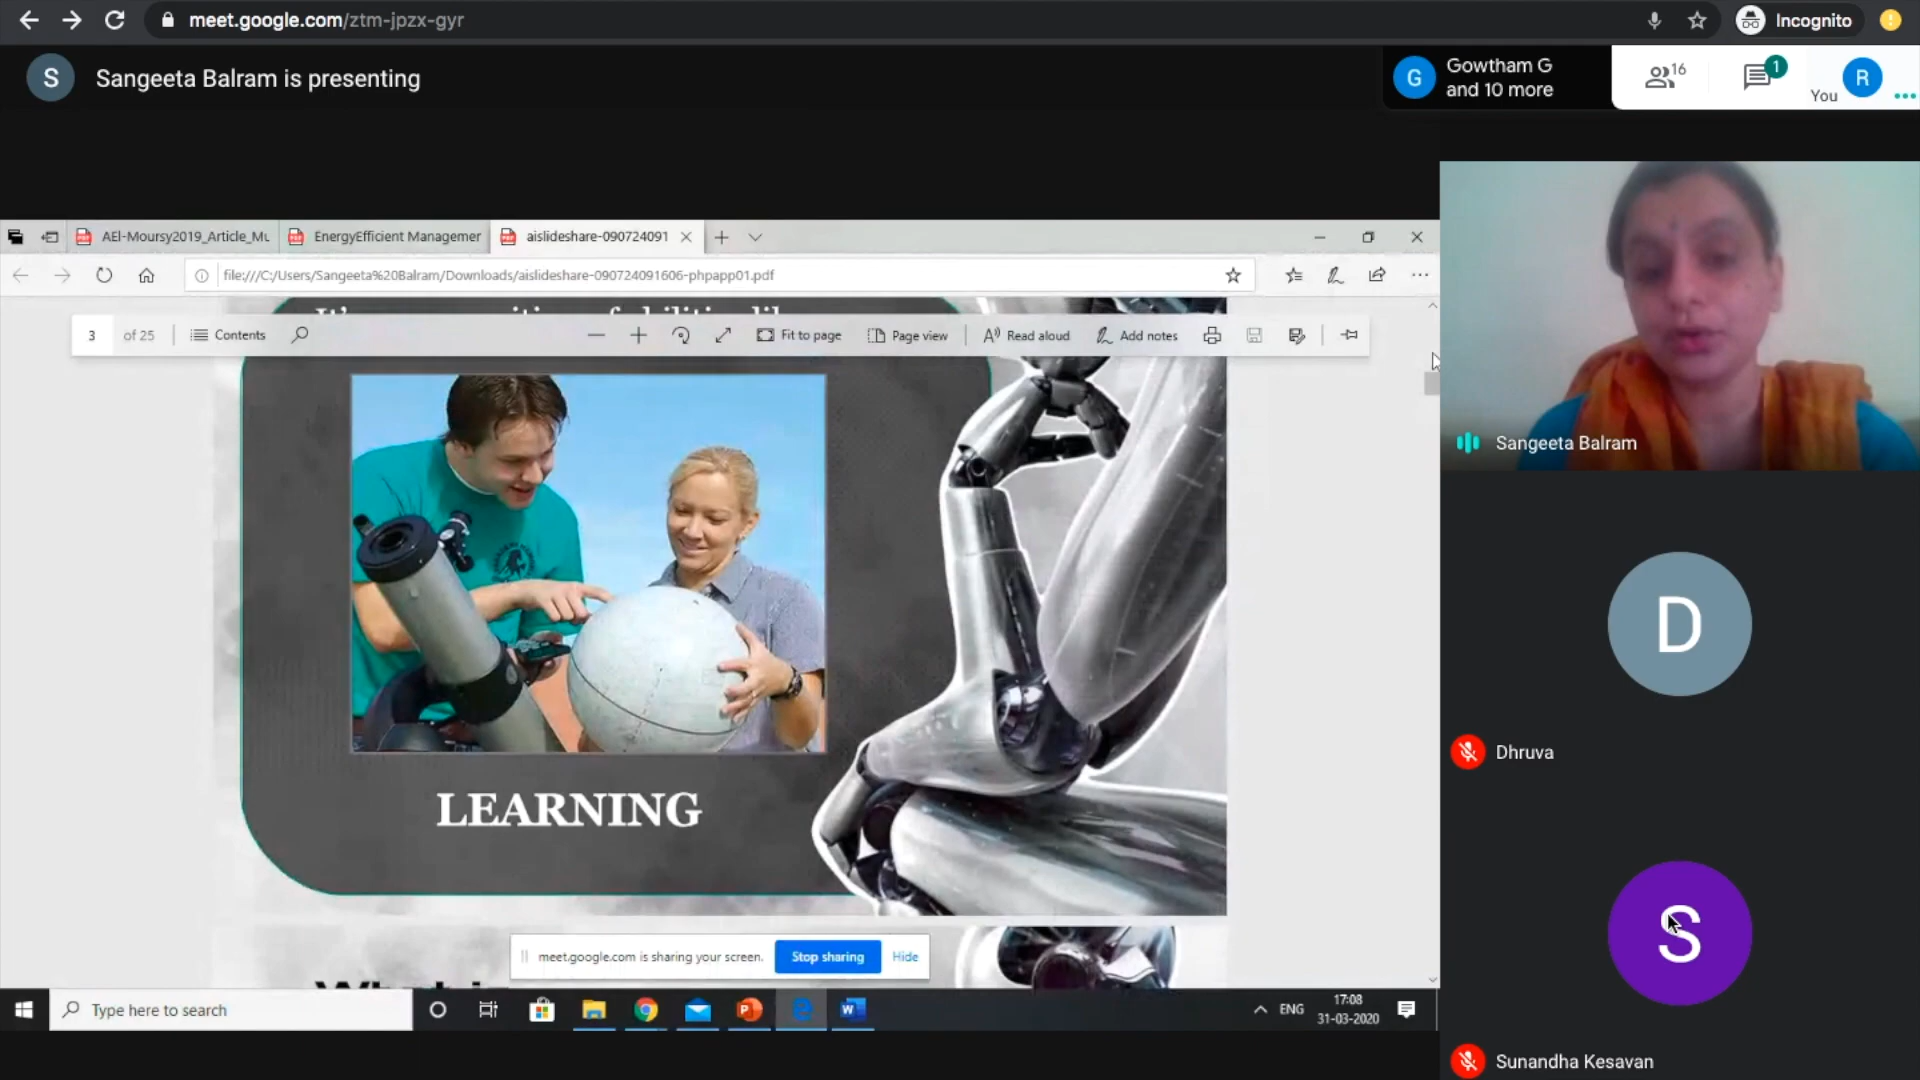 meet.google.com/ztm-jpzx-gyr
Incognito
S
Sangeeta Balram is presenting
G
Gowtham G
and 10 more
16
1
You
R
AEl-Moursy2019_Article_Mu
EnergyEfficient Managemer
aislideshare-090724091
file:///C:/Users/Sangeeta%20Balram/Downloads/aislideshare-090724091606-phpapp01.pdf
3 of 25
Contents
Fit to page
Page view
Read aloud
Add notes
LEARNING
meet.google.com is sharing your screen.
Stop sharing
Hide
Type here to search
ENG
17:08
31-03-2020
Sangeeta Balram
D
Dhruva
S
Sunandha Kesavan